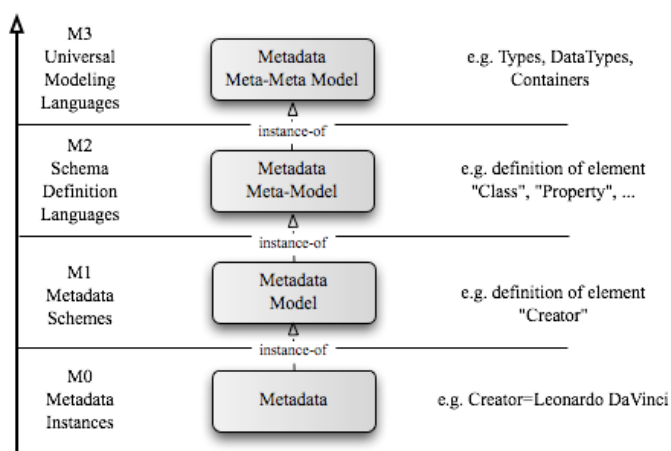 M3
Universal
Modeling
Languages
Metadata
Meta-Meta Model
e.g. Types, DataTypes,
Containers
instance-of
M2
Schema
Definition
Languages
Metadata
Meta-Model
e.g. definition of element
"Class", "Property", ...
instance-of
M1
Metadata
Schemes
Metadata
Model
e.g. definition of element
"Creator"
instance-of
M0
Metadata
Instances
Metadata
e.g. Creator=Leonardo DaVinci